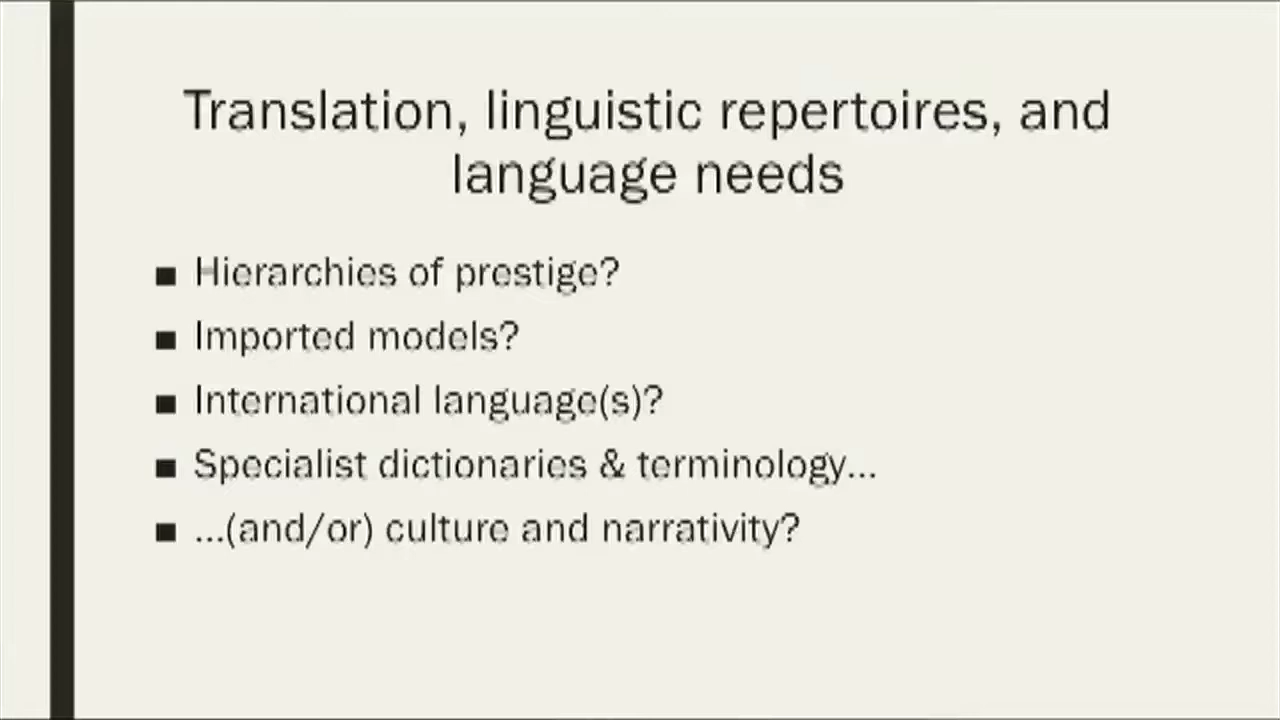 Translation, linguistic repertoires, and
language needs
■ Hierarchies of prestige?
■ Imported models?
■ International language(s)?
■ Specialist dictionaries & terminology...
■ ...(and/or) culture and narrativity?